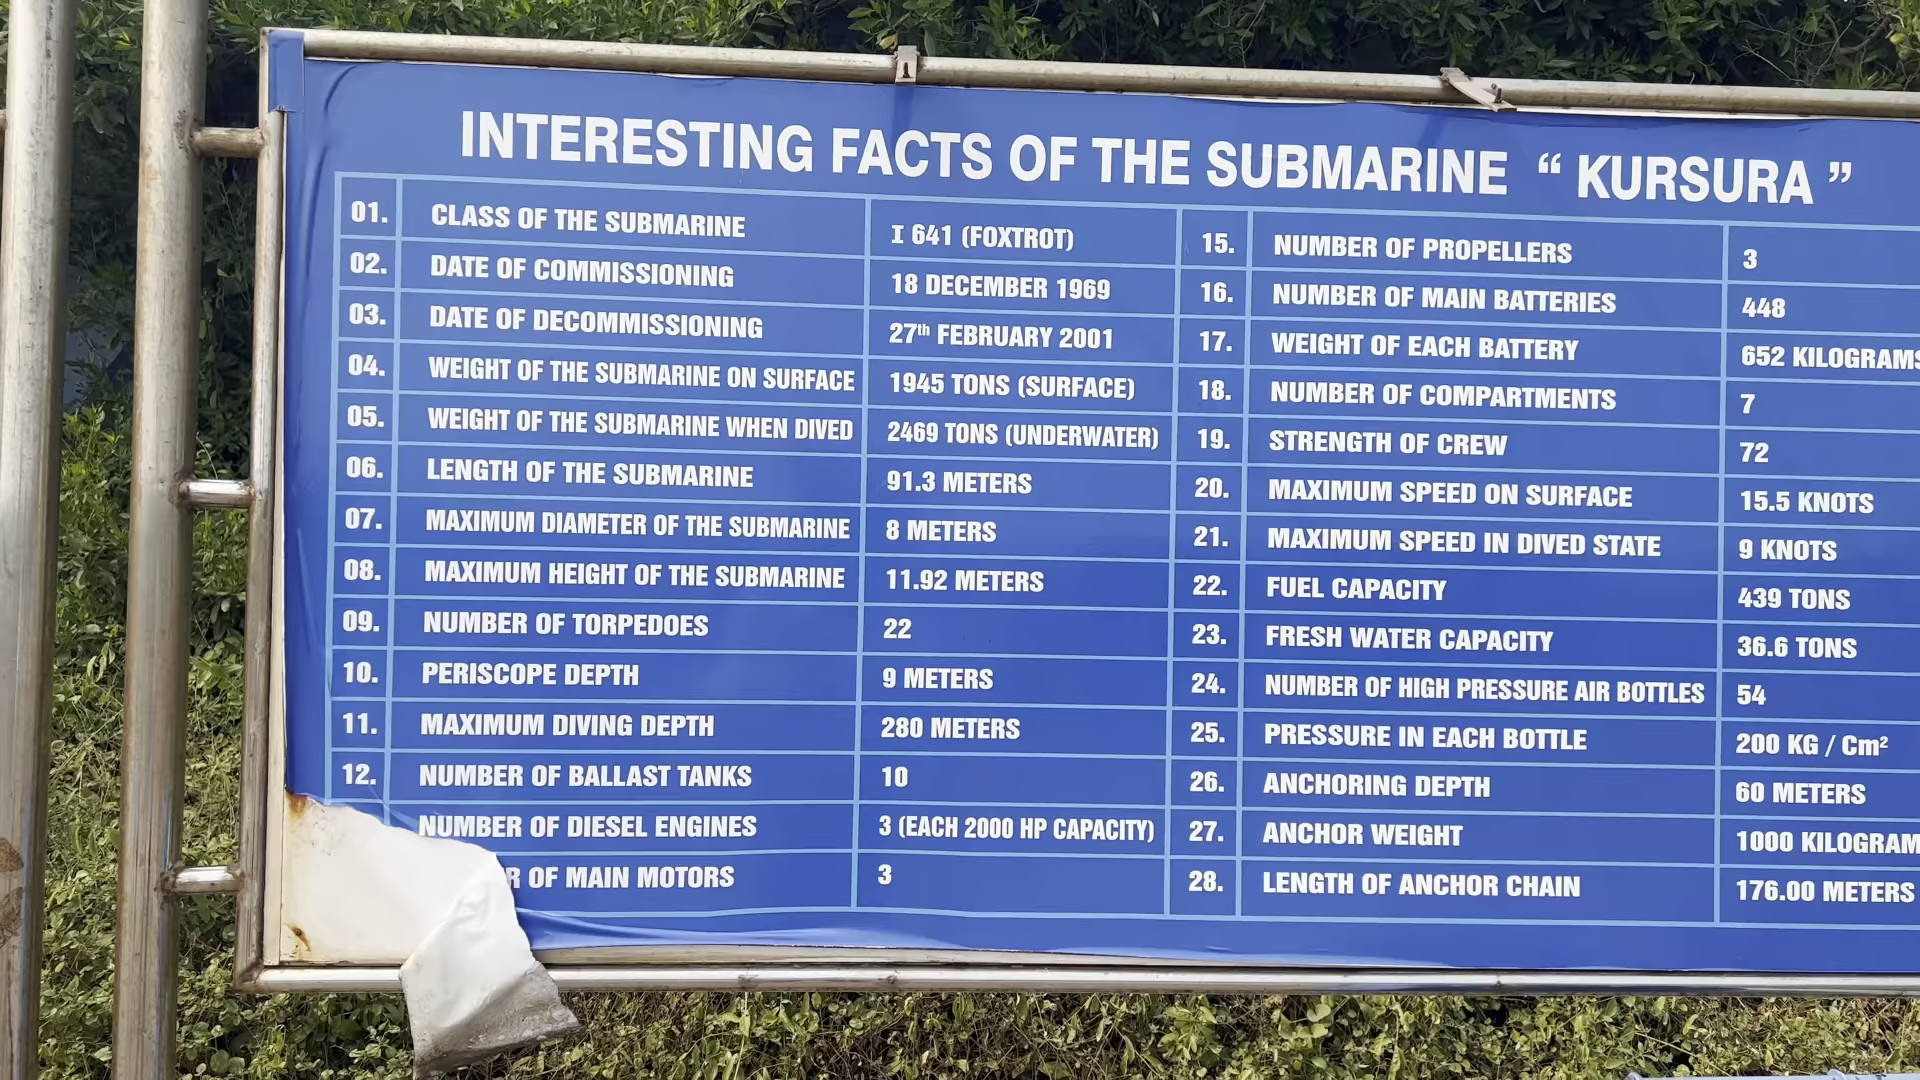 INTERESTING FACTS OF THE SUBMARINE “ KURSURA ”
01. CLASS OF THE SUBMARINE I 641 (FOXTROT)
02. DATE OF COMMISSIONING 18 DECEMBER 1969
03. DATE OF DECOMMISSIONING 27th FEBRUARY 2001
04. WEIGHT OF THE SUBMARINE ON SURFACE 1945 TONS (SURFACE)
05. WEIGHT OF THE SUBMARINE WHEN DIVED 2469 TONS (UNDERWATER)
06. LENGTH OF THE SUBMARINE 91.3 METERS
07. MAXIMUM DIAMETER OF THE SUBMARINE 8 METERS
08. MAXIMUM HEIGHT OF THE SUBMARINE 11.92 METERS
09. NUMBER OF TORPEDOES 22
10. PERISCOPE DEPTH 9 METERS
11. MAXIMUM DIVING DEPTH 280 METERS
12. NUMBER OF BALLAST TANKS 10
NUMBER OF DIESEL ENGINES 3 (EACH 2000 HP CAPACITY)
R OF MAIN MOTORS 3
15. NUMBER OF PROPELLERS 3
16. NUMBER OF MAIN BATTERIES 448
17. WEIGHT OF EACH BATTERY 652 KILOGRAMS
18. NUMBER OF COMPARTMENTS 7
19. STRENGTH OF CREW 72
20. MAXIMUM SPEED ON SURFACE 15.5 KNOTS
21. MAXIMUM SPEED IN DIVED STATE 9 KNOTS
22. FUEL CAPACITY 439 TONS
23. FRESH WATER CAPACITY 36.6 TONS
24. NUMBER OF HIGH PRESSURE AIR BOTTLES 54
25. PRESSURE IN EACH BOTTLE 200 KG / Cm²
26. ANCHORING DEPTH 60 METERS
27. ANCHOR WEIGHT 1000 KILOGRAM
28. LENGTH OF ANCHOR CHAIN 176.00 METERS